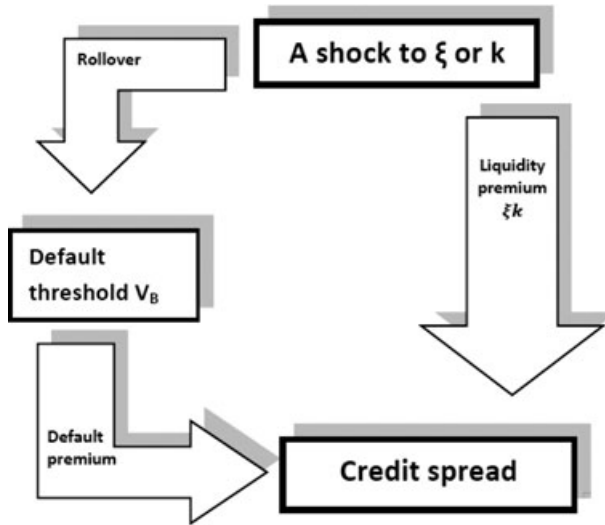 A shock to ξ or k
Rollover
Liquidity
premium
ξk
Default
threshold V_B
Default
premium
Credit spread